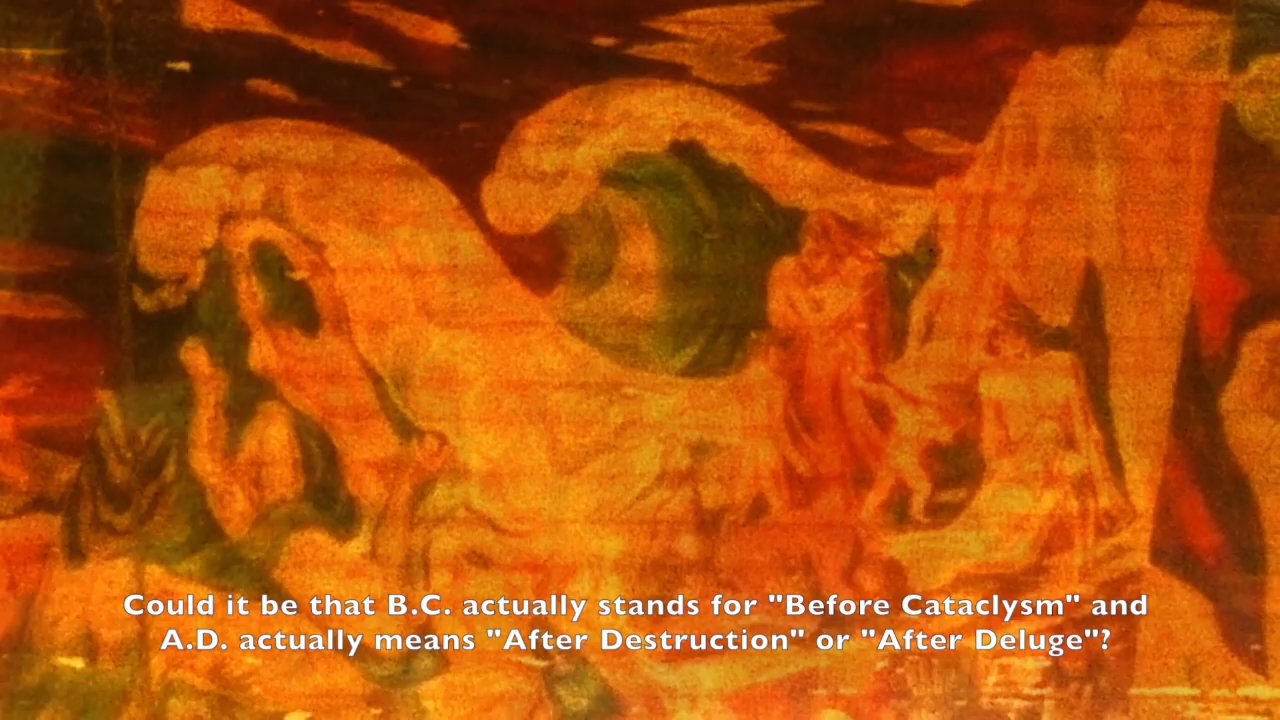 Could it be that B.C. actually stands for "Before Cataclysm" and
A.D. actually means "After Destruction" or "After Deluge"?